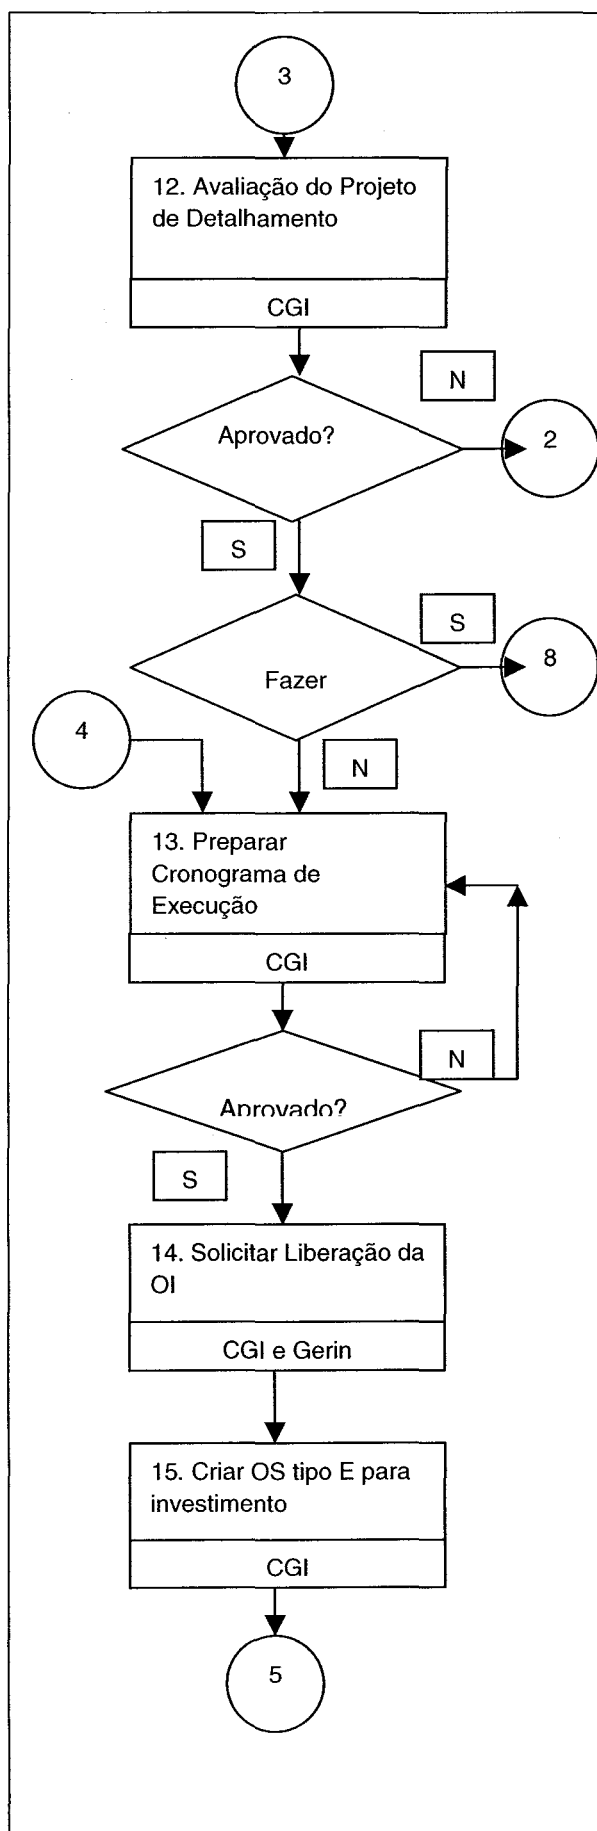 3
12. Avaliação do Projeto
de Detalhamento
CGI
N
Aprovado?
2
S
S
8
Fazer
4
N
13. Preparar
Cronograma de
Execução
CGI
N
Aprovado?
S
14. Solicitar Liberação da
OI
CGI e Gerin
15. Criar OS tipo E para
investimento
CGI
5